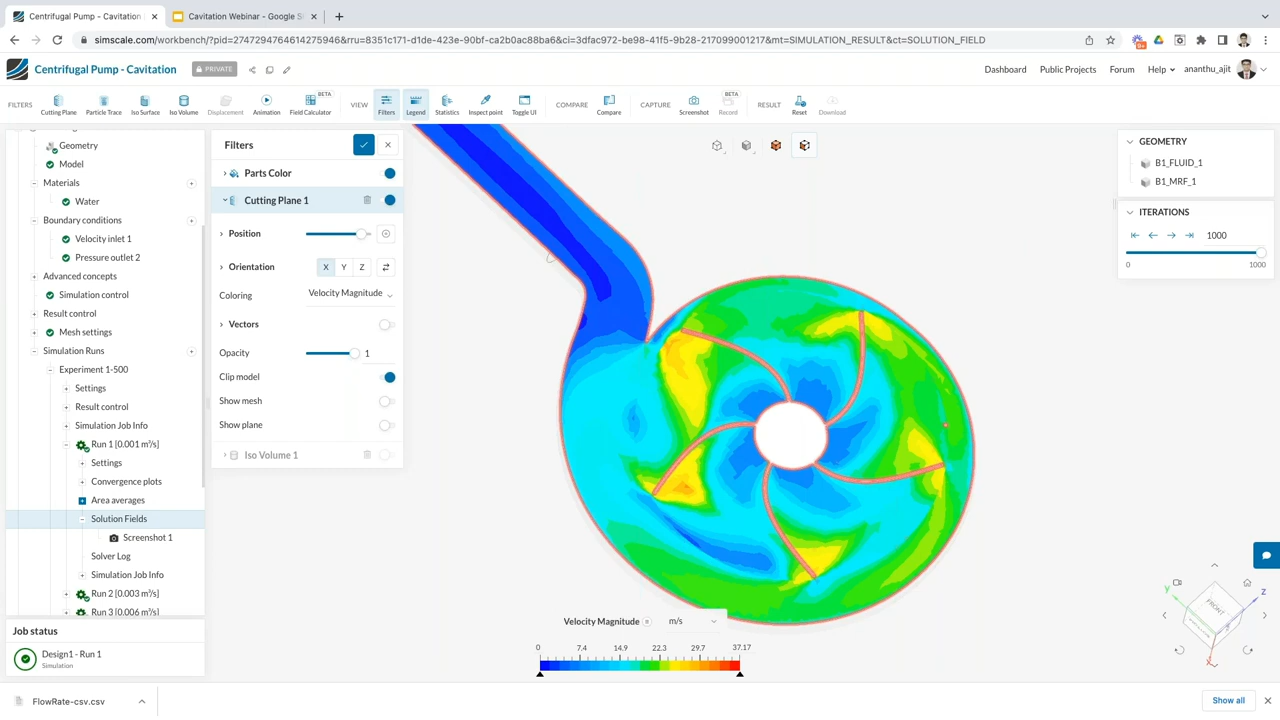 Centrifugal Pump - Cavitation
Cavitation Webinar - Google S
simscale.com/workbench/?pid=2747294764614275946&rru=8351c171-d1de-423e-90bf-ca2b0ac88ba6&ci=3dfac972-be98-41f5-9b28-217099001217&mt=SIMULATION_RESULT&ct=SOLUTION_FIELD
Centrifugal Pump - Cavitation
PRIVATE
Dashboard
Public Projects
Forum
Help
ananthu_ajit
FILTERS
Cutting Plane
Particle Trace
Iso Surface
Iso Volume
Displacement
Animation
BETA
Field Calculator
VIEW
Filters
Legend
Statistics
Inspect point
Toggle UI
COMPARE
Compare
CAPTURE
Screenshot
BETA
Record
RESULT
Reset
Download
Geometry
Model
Materials
Water
Boundary conditions
Velocity inlet 1
Pressure outlet 2
Advanced concepts
Simulation control
Result control
Mesh settings
Simulation Runs
Experiment 1-500
Settings
Result control
Simulation Job Info
Run 1 [0.001 m³/s]
Settings
Convergence plots
Area averages
Solution Fields
Screenshot 1
Solver Log
Simulation Job Info
Run 2 [0.003 m³/s]
Run 3 [0.006 m³/s]
Job status
Design1 - Run 1
Simulation
Filters
Parts Color
Cutting Plane 1
Position
Orientation
X Y Z
Coloring
Velocity Magnitude
Vectors
Opacity
1
Clip model
Show mesh
Show plane
Iso Volume 1
GEOMETRY
B1_FLUID_1
B1_MRF_1
ITERATIONS
1000
0
1000
Velocity Magnitude
m/s
0 7.4 14.9 22.3 29.7 37.17
Y
Z
FRONT
X
FlowRate-csv.csv
Show all